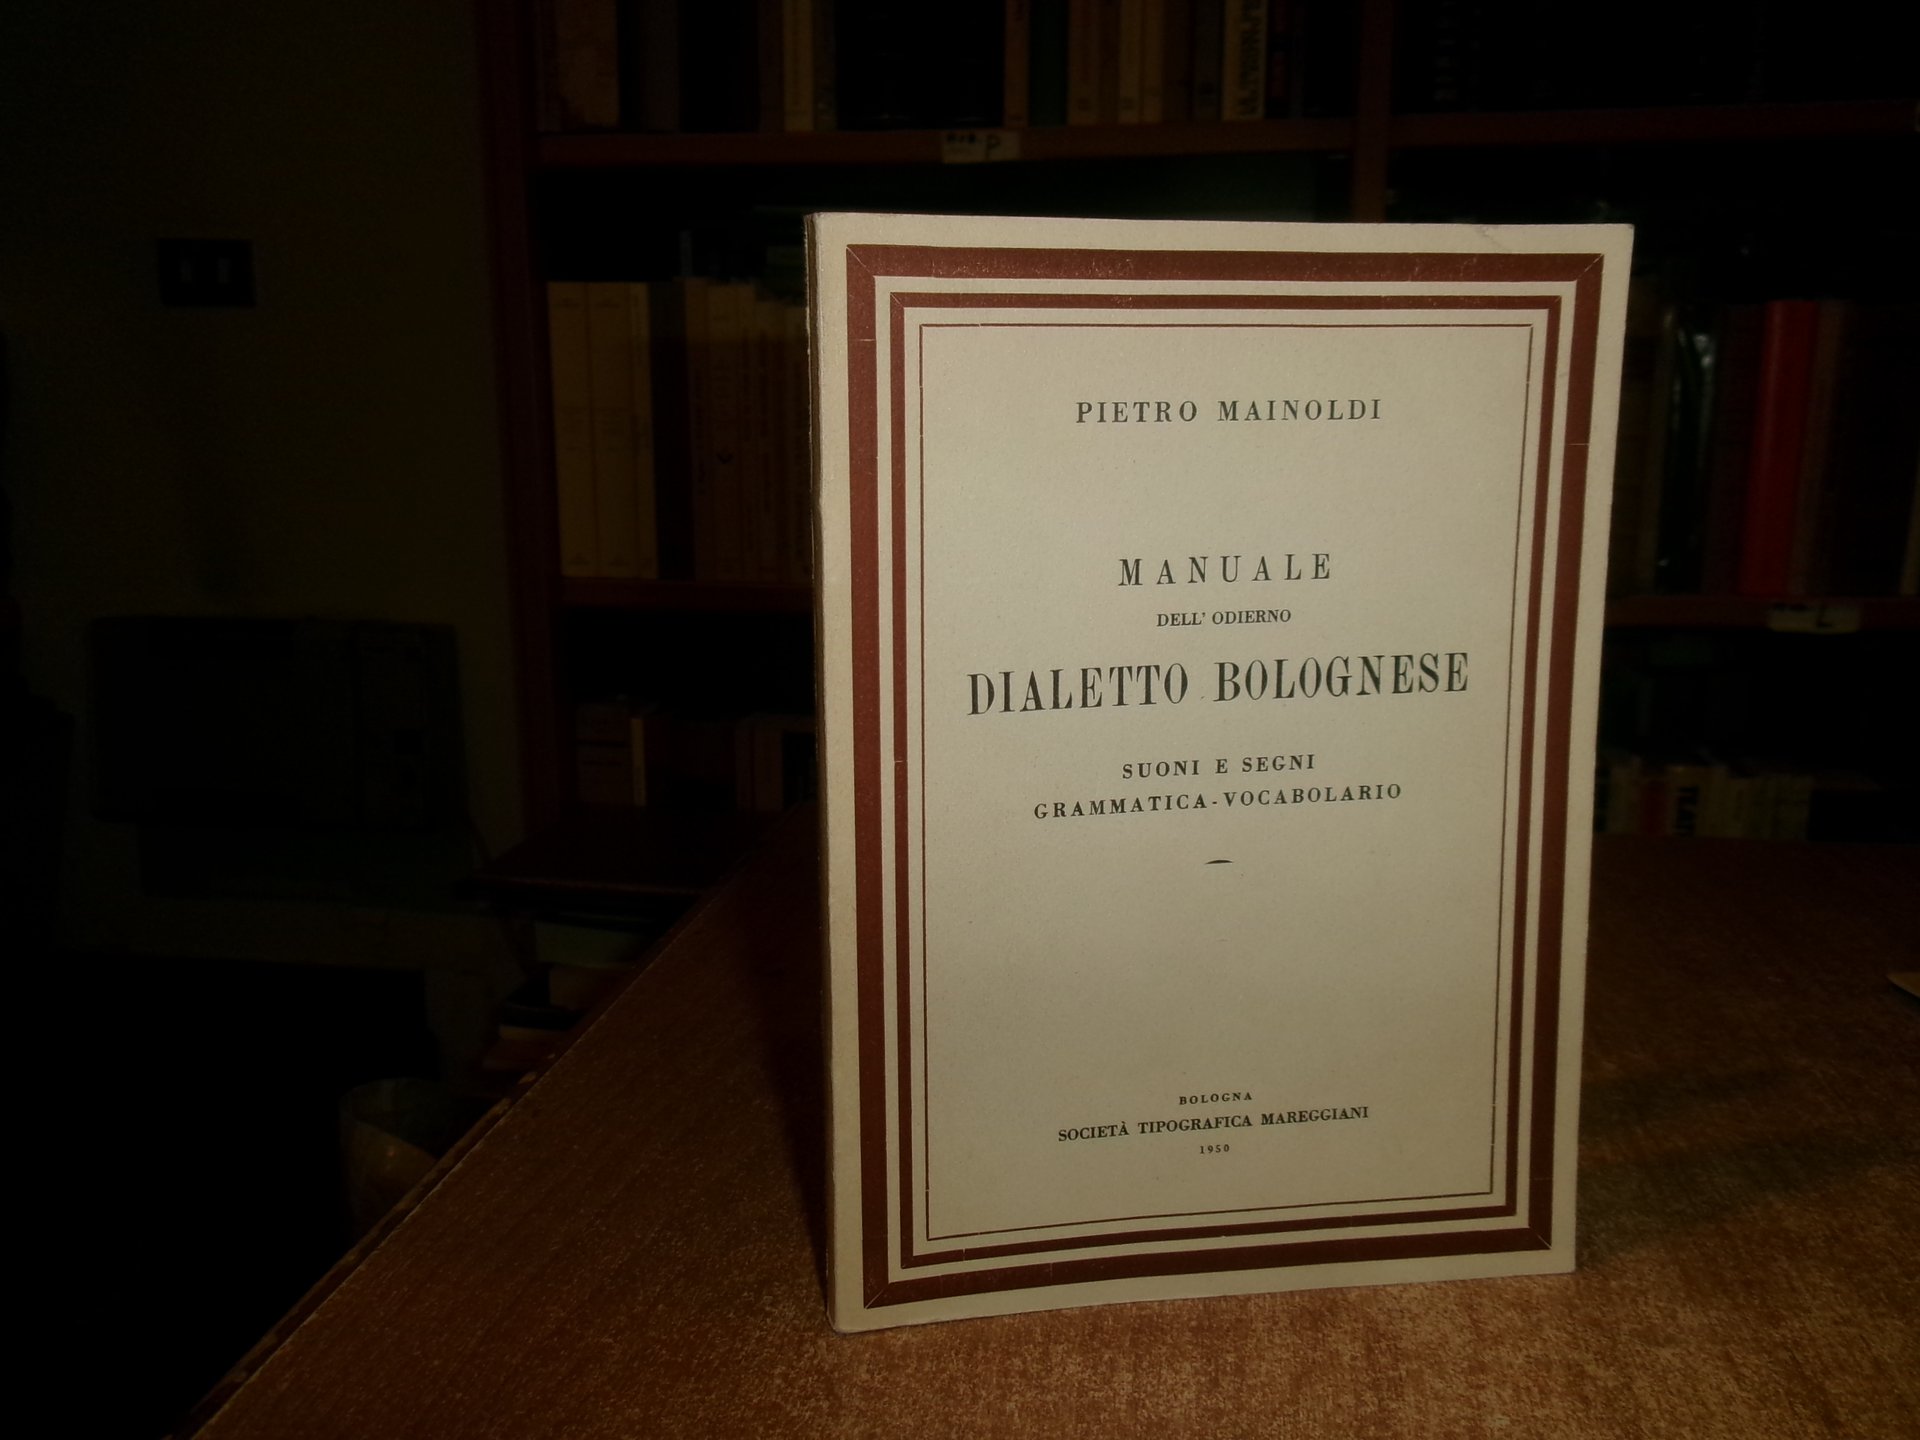 PIETRO MAINOLDI
MANUALE
DELL' ODIERNO
DIALETTO BOLOGNESE
SUONI E SEGNI
GRAMMATICA-VOCABOLARIO
BOLOGNA
SOCIETÀ TIPOGRAFICA MAREGGIANI
1950